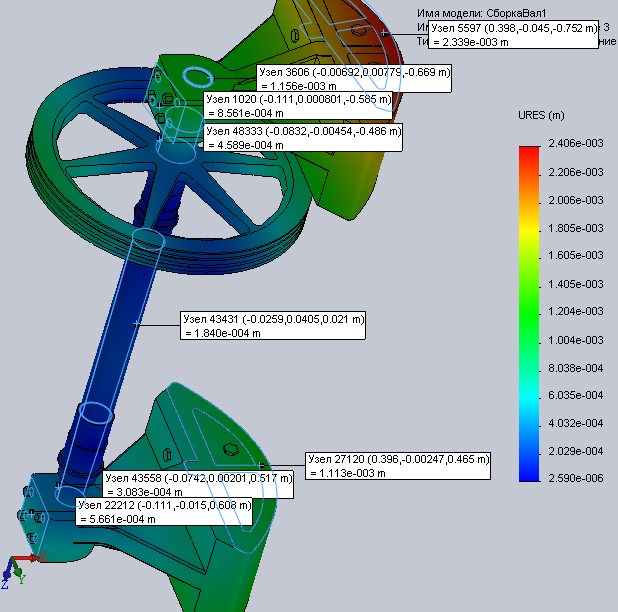 Имя модели: СборкаВал1
Им
3
Ти
ние
Узел 5597 (0.398,-0.045,-0.752 m)
= 2.339e-003 m
Узел 3606 (-0.00692,0.00779,-0.669 m)
= 1.156e-003 m
Узел 1020 (-0.111,0.000801,-0.585 m)
= 8.561e-004 m
Узел 48333 (-0.0832,-0.00454,-0.486 m)
= 4.589e-004 m
URES (m)
2.406e-003
2.206e-003
2.006e-003
1.805e-003
1.605e-003
1.405e-003
1.204e-003
1.004e-003
8.038e-004
6.035e-004
4.032e-004
2.029e-004
2.590e-006
Узел 43431 (-0.0259,0.0405,0.021 m)
= 1.840e-004 m
Узел 27120 (0.396,-0.00247,0.465 m)
= 1.113e-003 m
Узел 43558 (-0.0742,0.00201,0.517 m)
= 3.083e-004 m
Узел 22212 (-0.111,-0.015,0.608 m)
= 5.661e-004 m
Z
Y